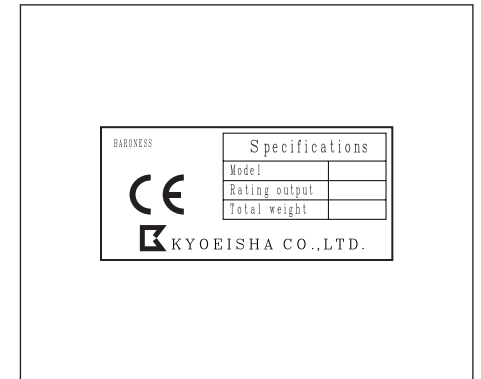 BARONESS
Specifications
Model
Rating output
Total weight
CE
KYOEISHA CO.,LTD.